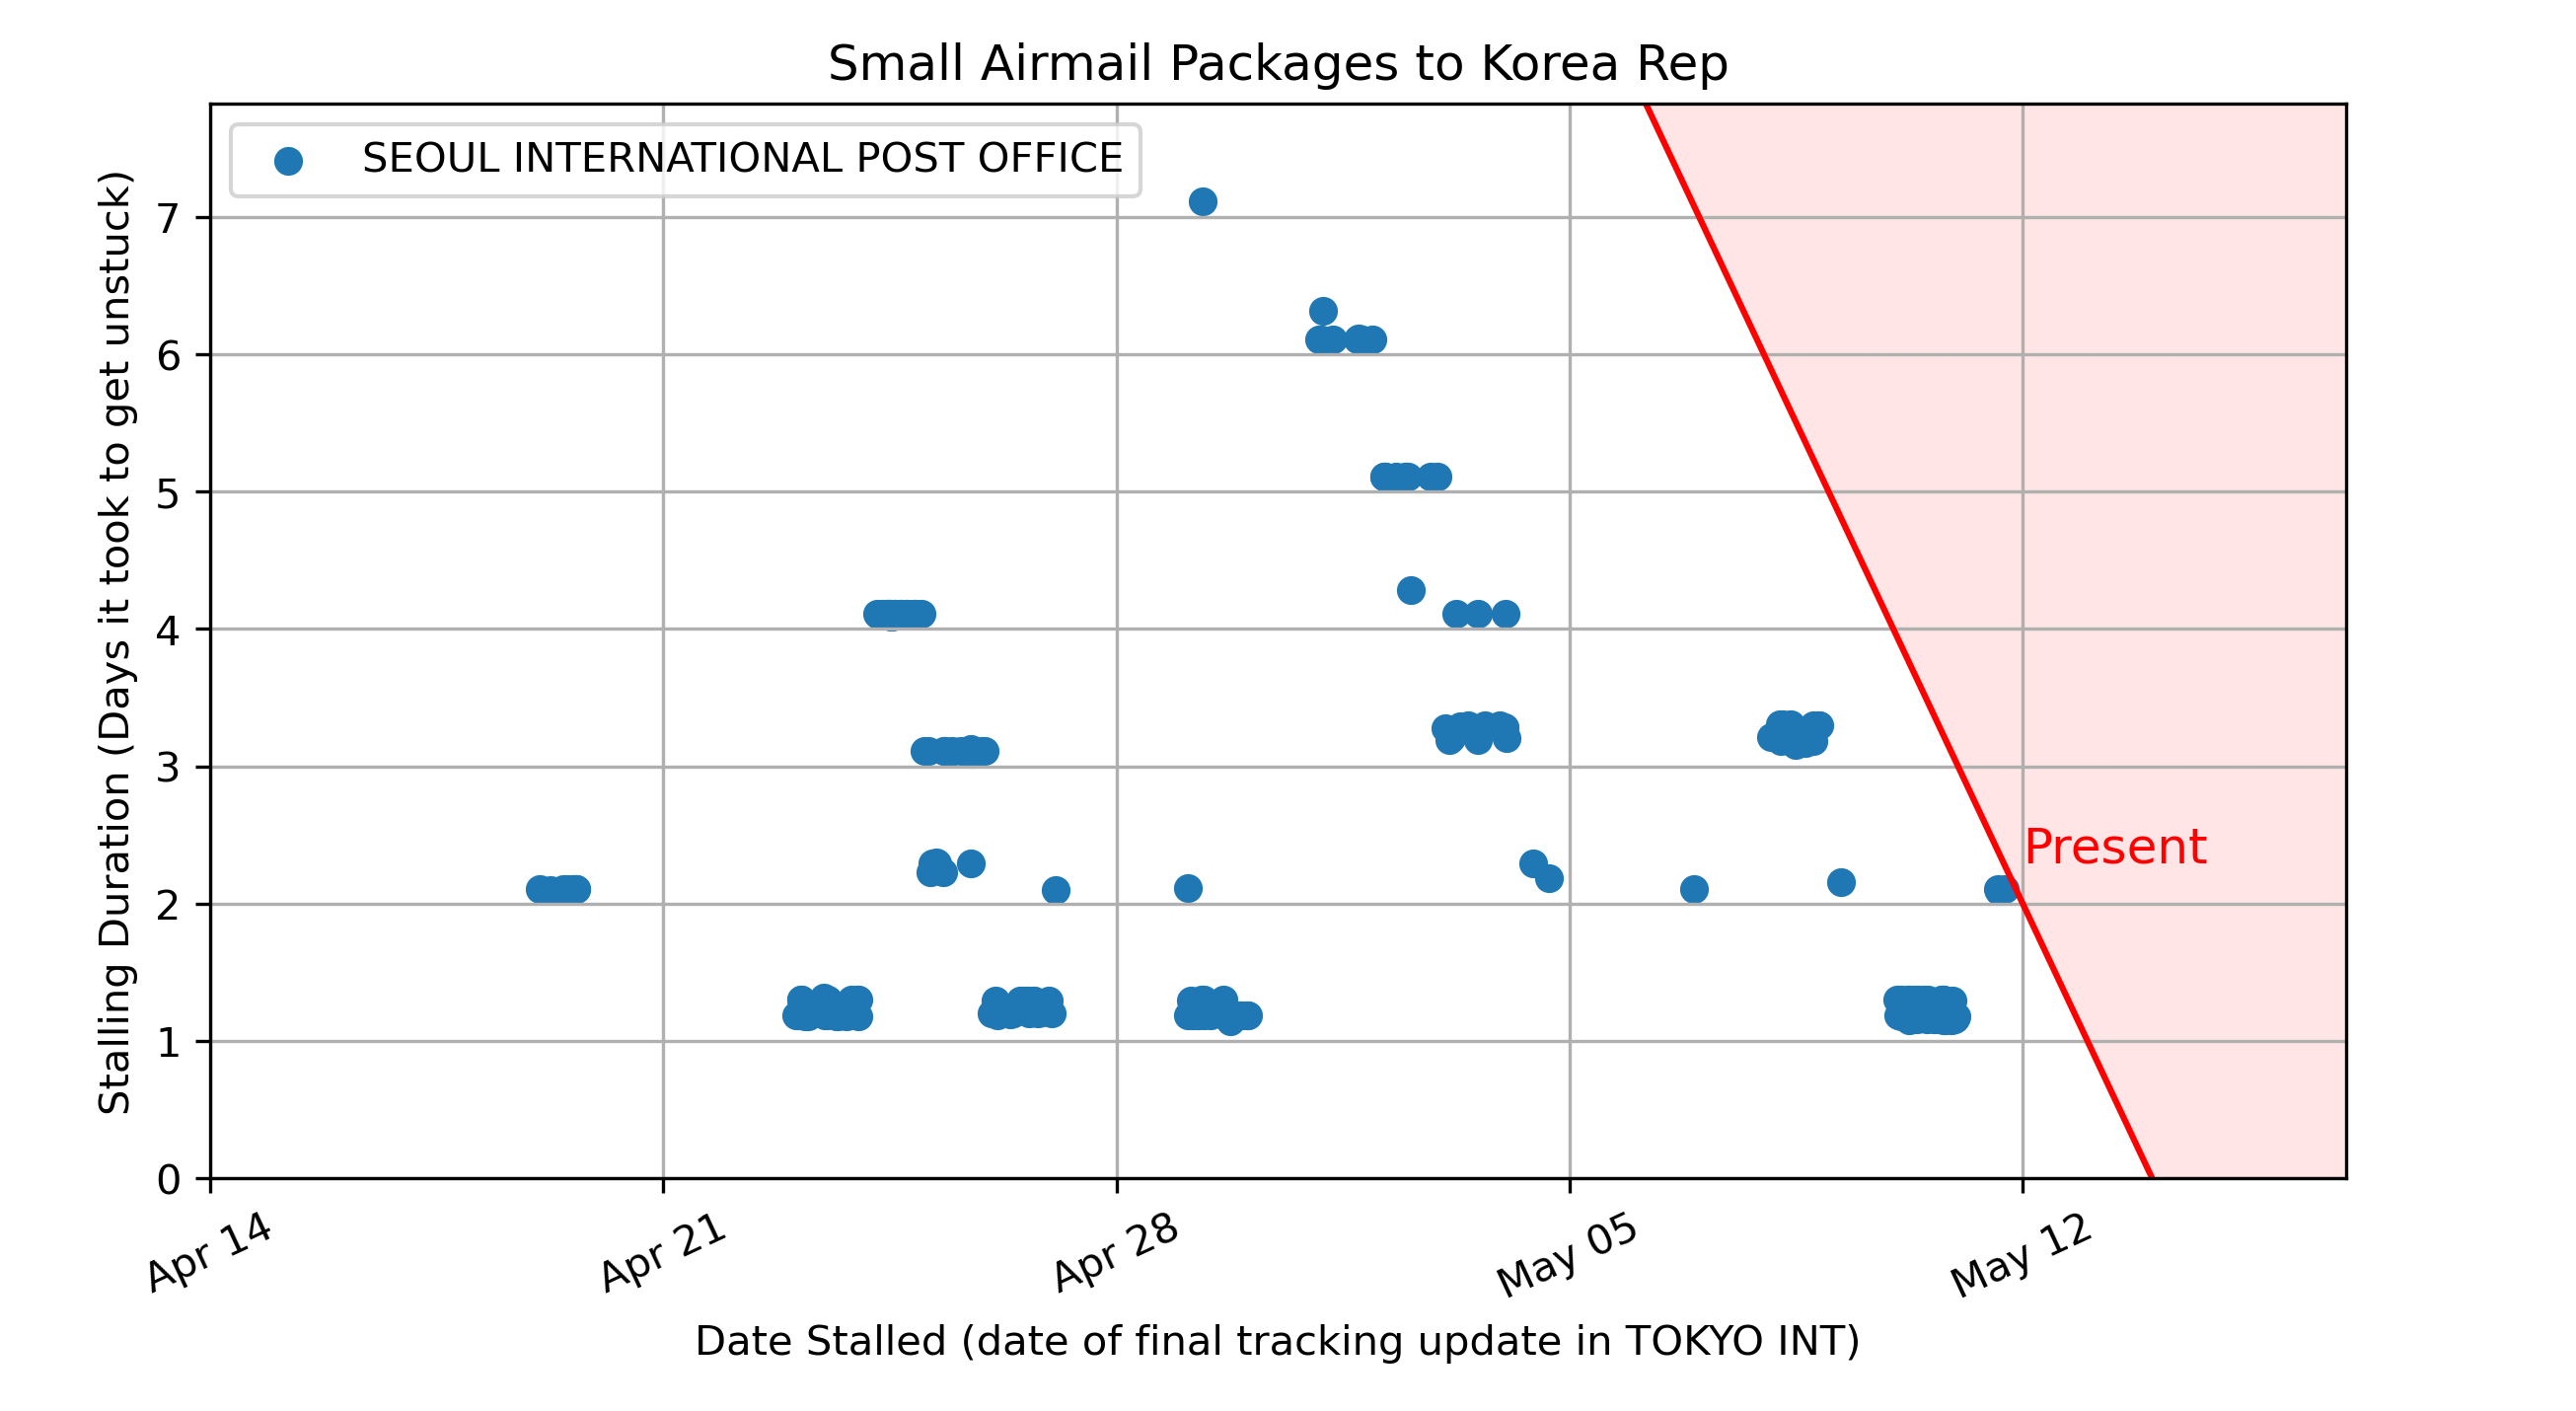 Small Airmail Packages to Korea Rep
SEOUL INTERNATIONAL POST OFFICE
Stalling Duration (Days it took to get unstuck)
7
6
5
4
3
2
1
0
Present
Apr 14
Apr 21
Apr 28
May 05
May 12
Date Stalled (date of final tracking update in TOKYO INT)